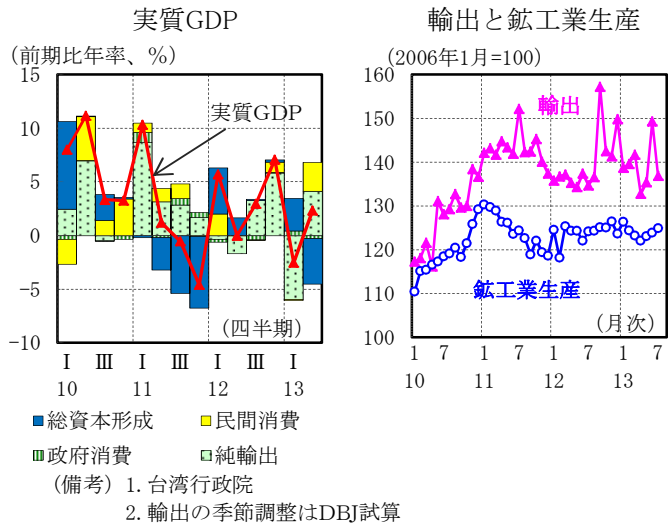 実質GDP
(前期比年率、%)
15
10
5
0
-5
-10
実質GDP
(四半期)
Ⅰ Ⅲ Ⅰ Ⅲ Ⅰ Ⅲ Ⅰ
10 11 12 13
総資本形成 民間消費
政府消費 純輸出
輸出と鉱工業生産
(2006年1月=100)
160
150
140
130
120
110
100
輸出
鉱工業生産
(月次)
1 7 1 7 1 7 1 7
10 11 12 13
(備考) 1. 台湾行政院
2. 輸出の季節調整はDBJ試算